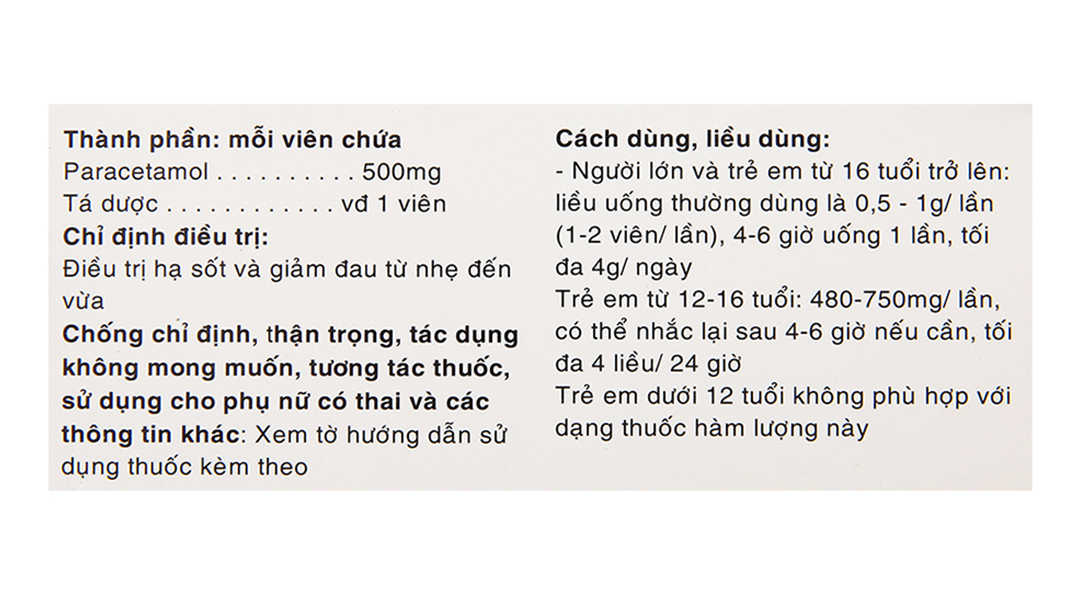 Thành phần: mỗi viên chứa
Paracetamol . . . . . . . . . . 500mg
Tá dược . . . . . . . . . . . . vđ 1 viên
Chỉ định điều trị:
Điều trị hạ sốt và giảm đau từ nhẹ đến
vừa
Chống chỉ định, thận trọng, tác dụng
không mong muốn, tương tác thuốc,
sử dụng cho phụ nữ có thai và các
thông tin khác: Xem tờ hướng dẫn sử
dụng thuốc kèm theo
Cách dùng, liều dùng:
- Người lớn và trẻ em từ 16 tuổi trở lên:
liều uống thường dùng là 0,5 - 1g/ lần
(1-2 viên/ lần), 4-6 giờ uống 1 lần, tối
đa 4g/ ngày
Trẻ em từ 12-16 tuổi: 480-750mg/ lần,
có thể nhắc lại sau 4-6 giờ nếu cần, tối
đa 4 liều/ 24 giờ
Trẻ em dưới 12 tuổi không phù hợp với
dạng thuốc hàm lượng này